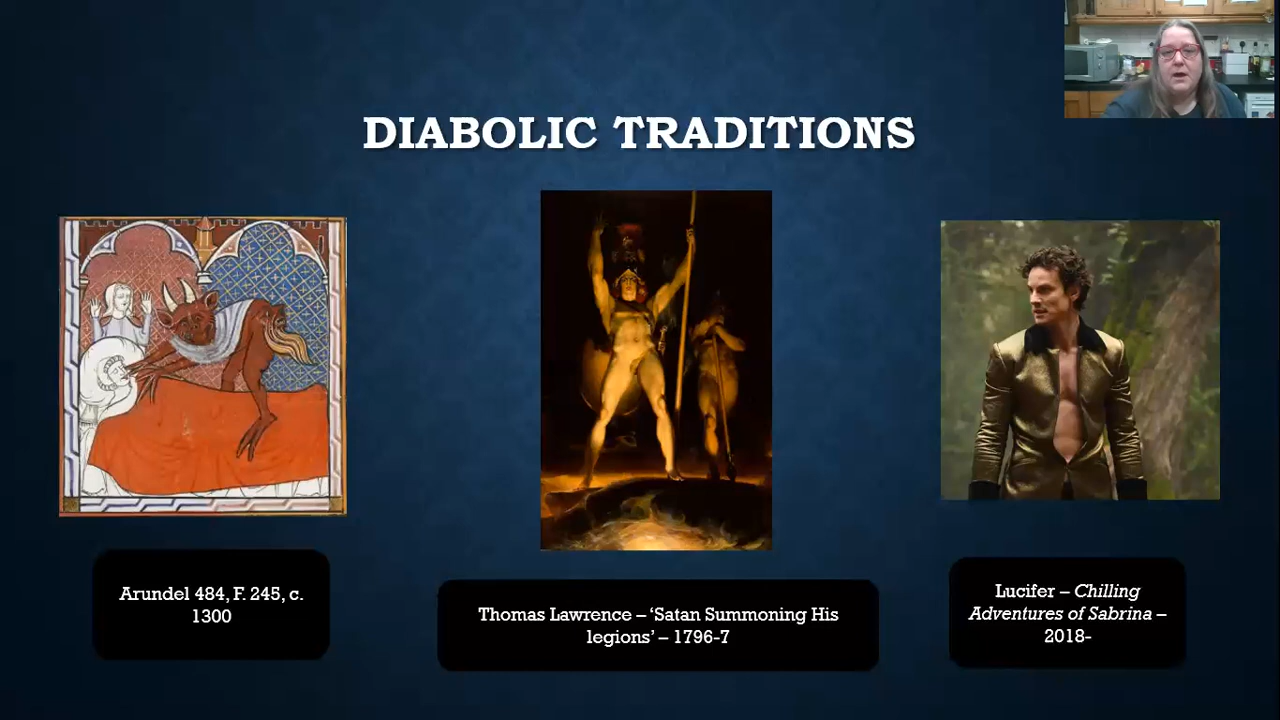 DIABOLIC TRADITIONS
Arundel 484, F. 245, c.
1300
Thomas Lawrence – ‘Satan Summoning His
legions’ – 1796-7
Lucifer – Chilling
Adventures of Sabrina –
2018-